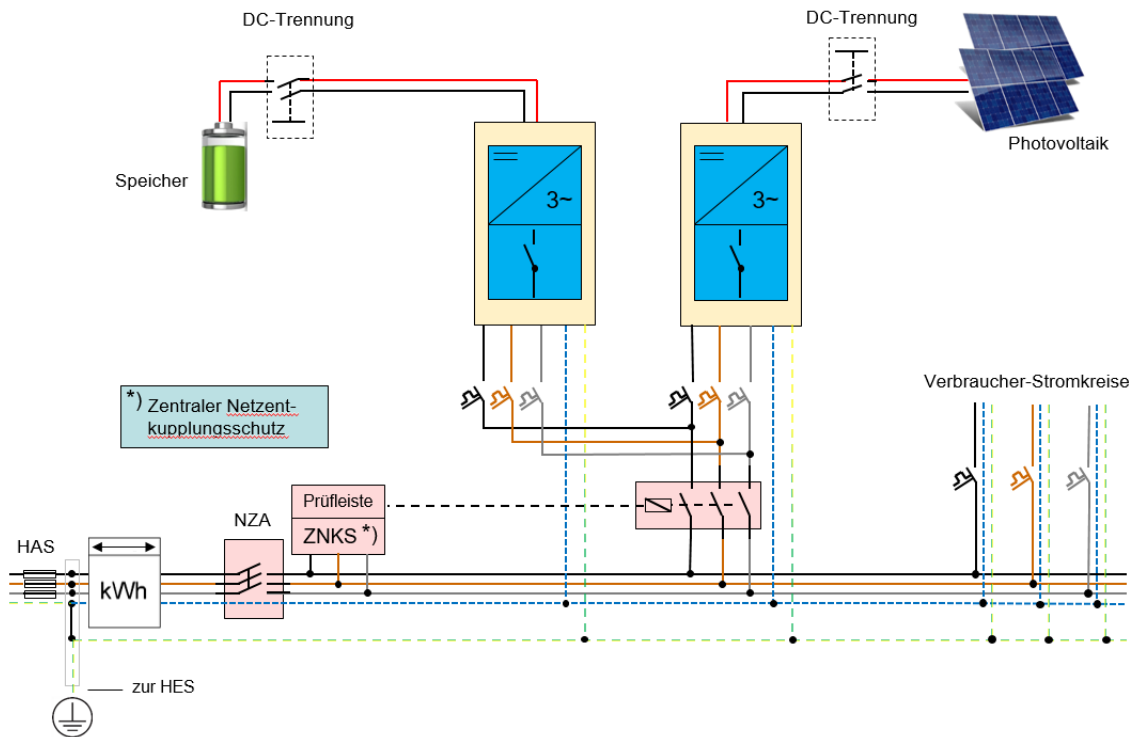 DC-Trennung
DC-Trennung
Speicher
Photovoltaik
3~
3~
*) Zentraler Netzent-
kupplungsschutz
Verbraucher-Stromkreise
Prüfleiste
ZNKS *)
NZA
HAS
kWh
zur HES